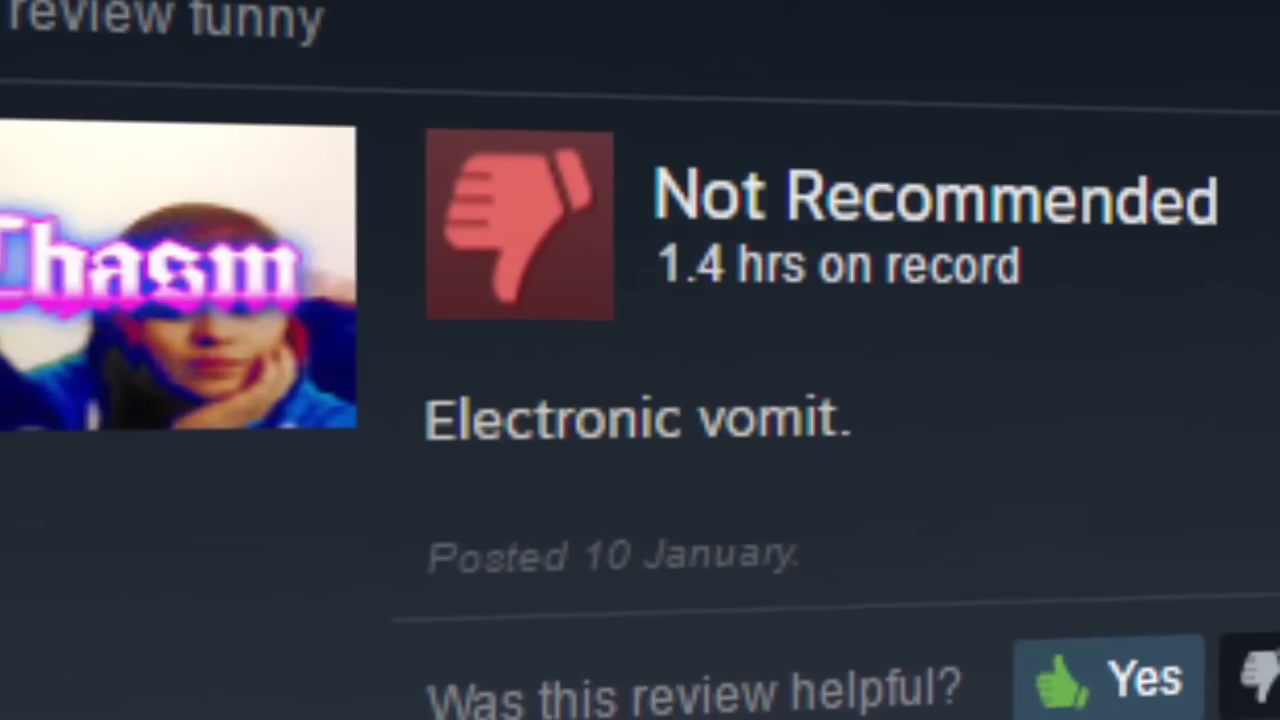 review funny
Chasm
Not Recommended
1.4 hrs on record
Electronic vomit.
Posted 10 January.
Was this review helpful?
Yes